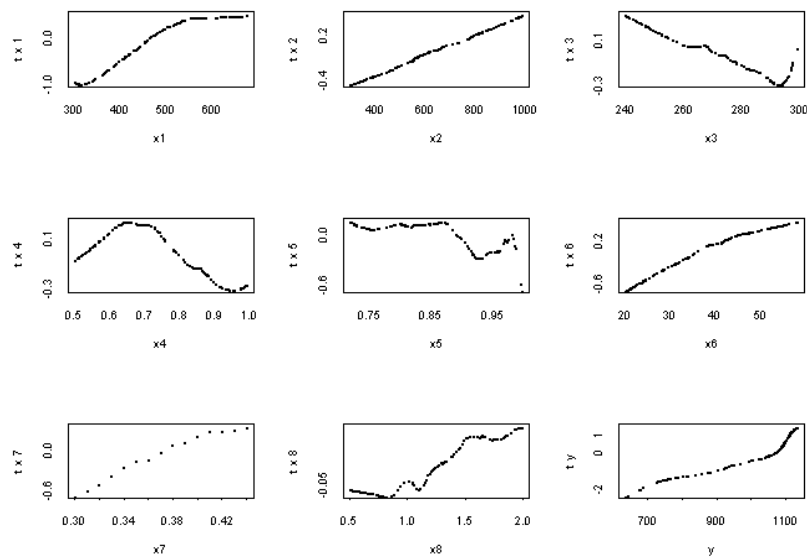 t x 1
0.0
-1.0
300 400 500 600
x1
t x 2
0.2
-0.4
400 600 800 1000
x2
t x 3
0.1
-0.3
240 260 280 300
x3
t x 4
0.1
-0.3
0.5 0.6 0.7 0.8 0.9 1.0
x4
t x 5
0.0
-0.6
0.75 0.85 0.95
x5
t x 6
0.2
-0.6
20 30 40 50
x6
t x 7
0.0
-0.6
0.30 0.34 0.38 0.42
x7
t x 8
-0.05
0.5 1.0 1.5 2.0
x8
t y
1
0
-2
700 900 1100
y